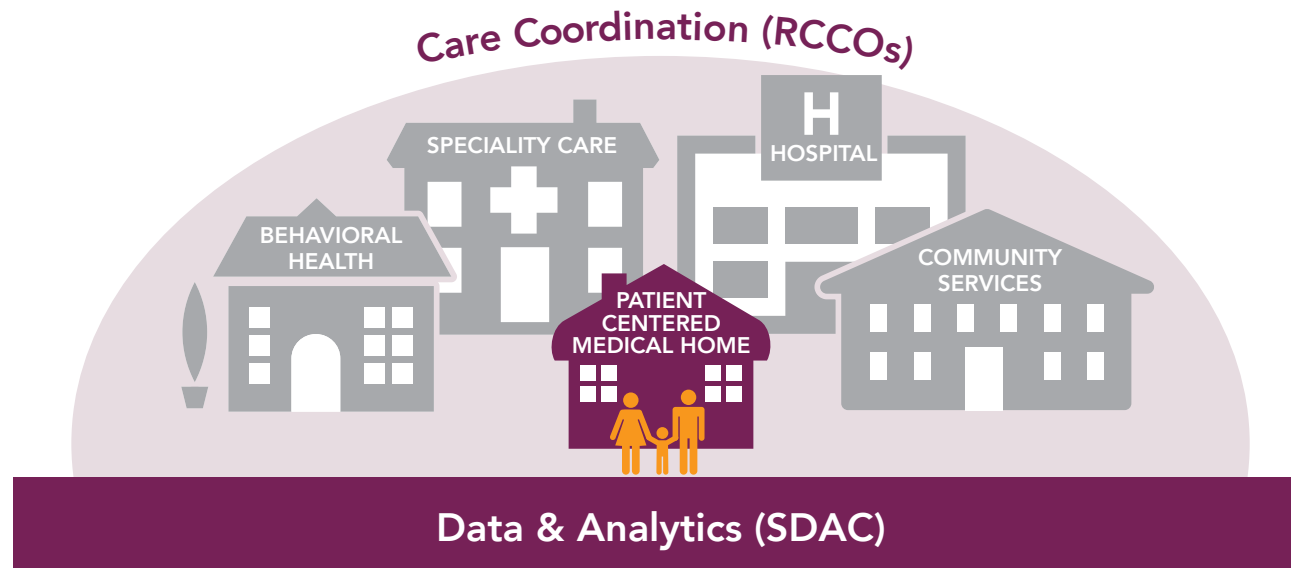 Care Coordination (RCCOs)
SPECIALITY CARE
H
HOSPITAL
BEHAVIORAL
HEALTH
COMMUNITY
SERVICES
PATIENT
CENTERED
MEDICAL HOME
Data & Analytics (SDAC)